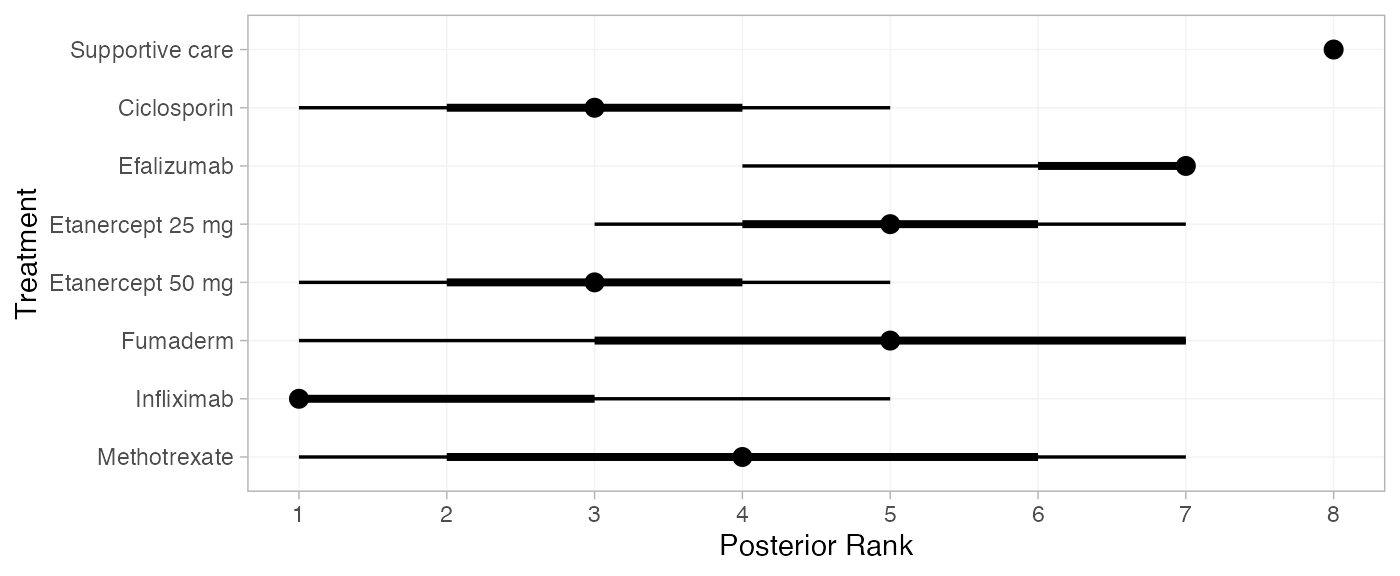 Treatment
Supportive care
Ciclosporin
Efalizumab
Etanercept 25 mg
Etanercept 50 mg
Fumaderm
Infliximab
Methotrexate
1 2 3 4 5 6 7 8
Posterior Rank